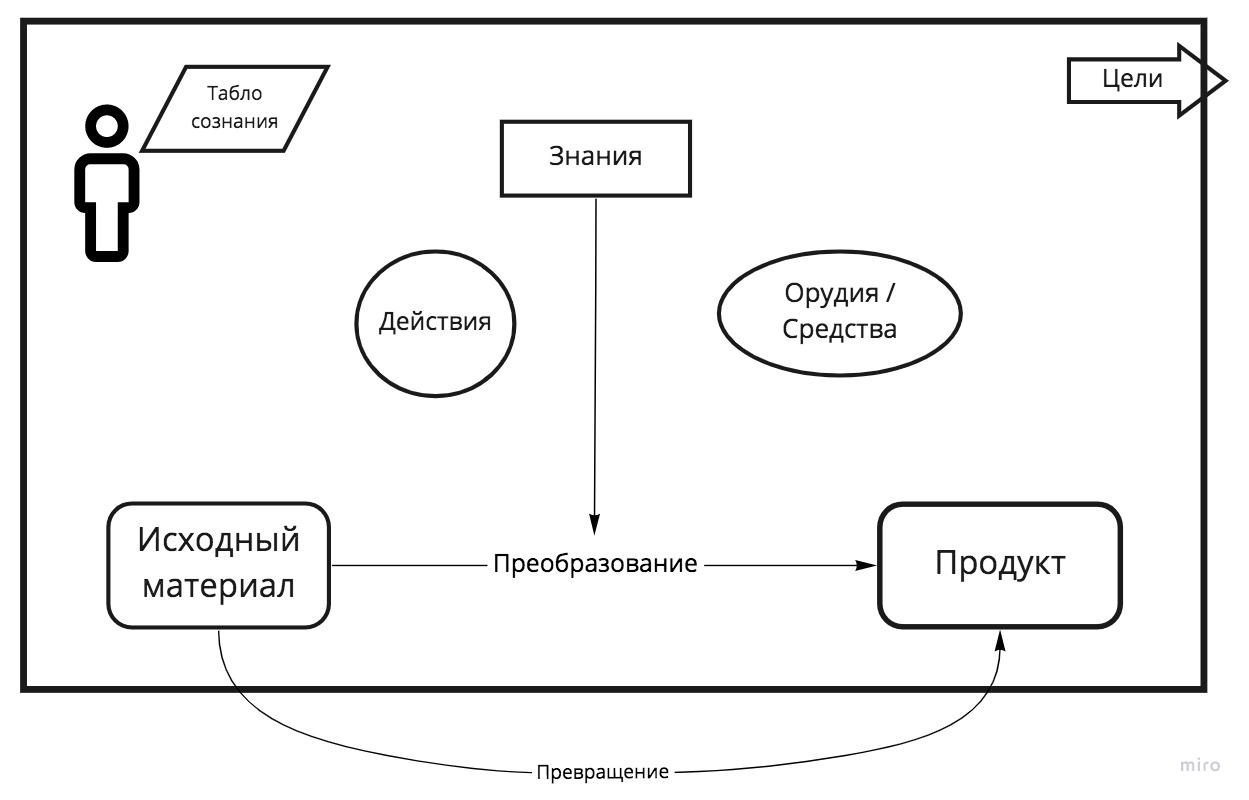 Табло
сознания
Цели
Знания
Действия
Орудия /
Средства
Исходный
материал
Преобразование
Продукт
Превращение
miro